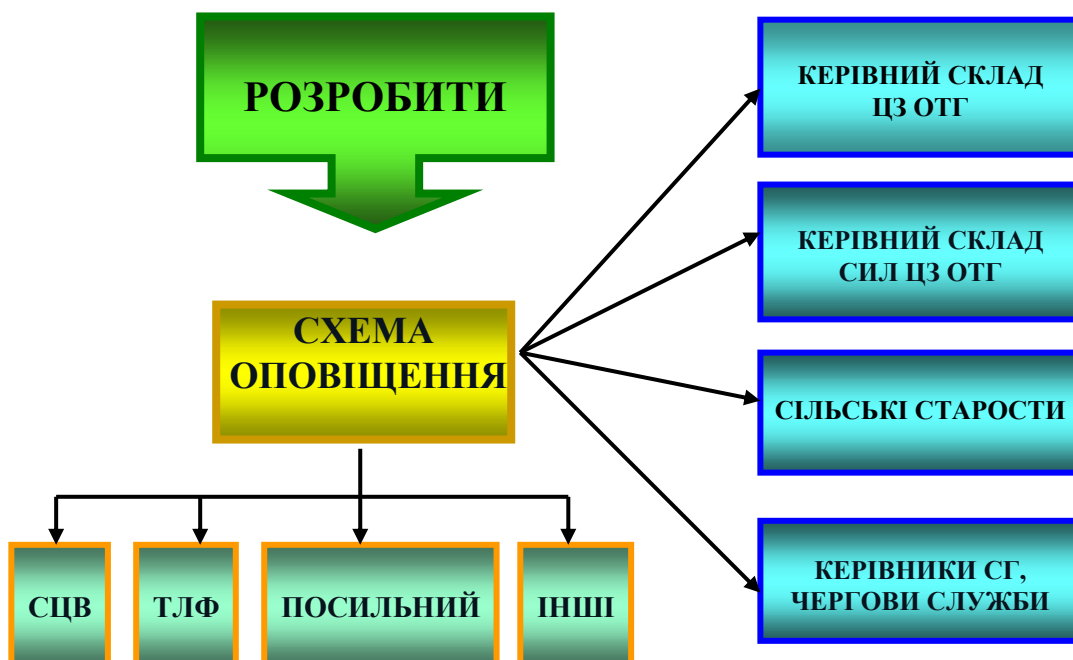 РОЗРОБИТИ
СХЕМА
ОПОВІЩЕННЯ
СЦВ
ТЛФ
ПОСИЛЬНИЙ
ІНШІ
КЕРІВНИЙ СКЛАД
ЦЗ ОТГ
КЕРІВНИЙ СКЛАД
СИЛ ЦЗ ОТГ
СІЛЬСЬКІ СТАРОСТИ
КЕРІВНИКИ СГ,
ЧЕРГОВИ СЛУЖБИ